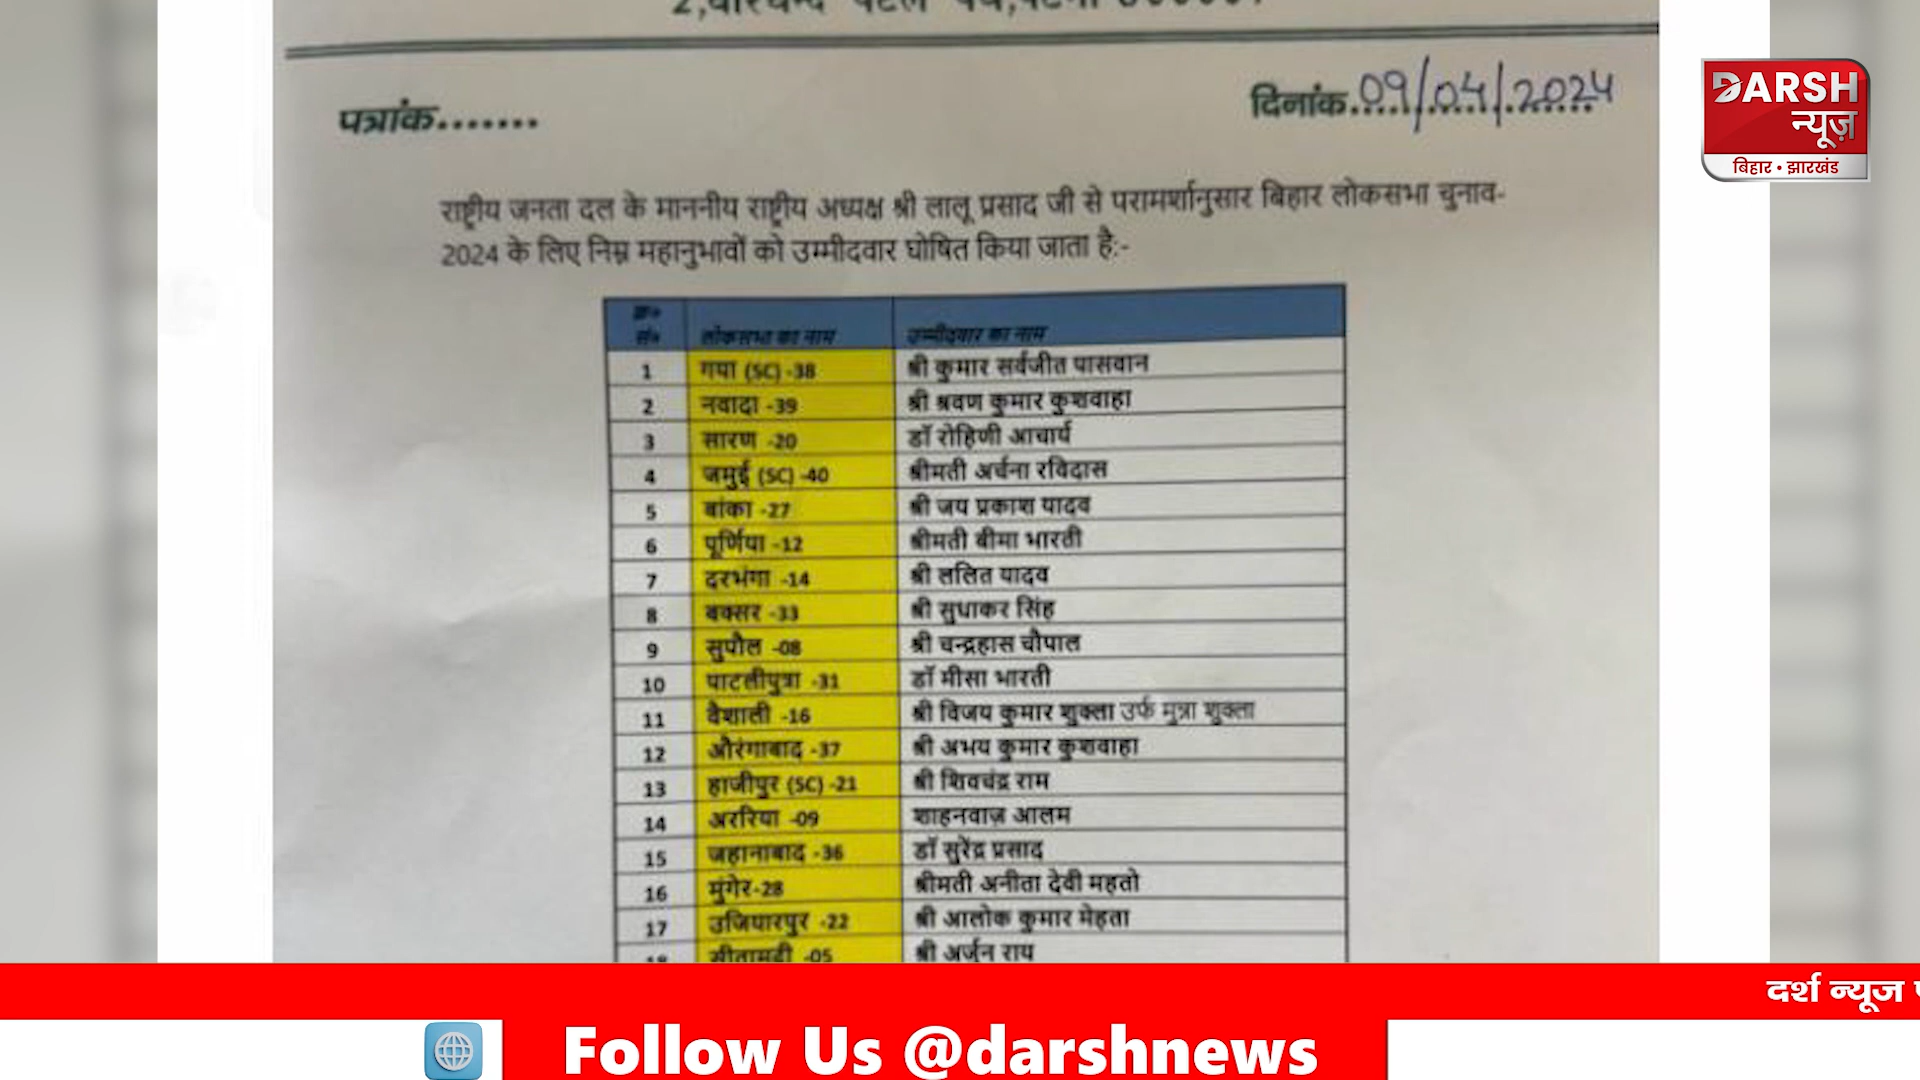 पत्रांक.......
दिनांक 09/04/2024
DARSH
न्यूज़
बिहार • झारखंड
राष्ट्रीय जनता दल के माननीय राष्ट्रीय अध्यक्ष श्री लालू प्रसाद जी से परामर्शानुसार बिहार लोकसभा चुनाव-
2024 के लिए निम्न महानुभावों को उम्मीदवार घोषित किया जाता है:-
क्र० सं० लोकसभा का नाम उम्मीदवार का नाम
1 गया (SC) -38 श्री कुमार सर्वजीत पासवान
2 नवादा -39 श्री श्रवण कुमार कुशवाहा
3 सारण -20 डॉ रोहिणी आचार्य
4 जमुई (SC) -40 श्रीमती अर्चना रविदास
5 बांका -27 श्री जय प्रकाश यादव
6 पूर्णिया -12 श्रीमती बीमा भारती
7 दरभंगा -14 श्री ललित यादव
8 बक्सर -33 श्री सुधाकर सिंह
9 सुपौल -08 श्री चन्द्रहास चौपाल
10 पाटलीपुत्रा -31 डॉ मीसा भारती
11 वैशाली -16 श्री विजय कुमार शुक्ला उर्फ मुन्ना शुक्ला
12 औरंगाबाद -37 श्री अभय कुमार कुशवाहा
13 हाजीपुर (SC) -21 श्री शिवचंद्र राम
14 अररिया -09 शाहनवाज़ आलम
15 जहानाबाद -36 डॉ सुरेंद्र प्रसाद
16 मुंगेर-28 श्रीमती अनीता देवी महतो
17 उजियारपुर -22 श्री आलोक कुमार मेहता
18 सीतामढ़ी -05 श्री अर्जुन राय
दर्श न्यूज
Follow Us @darshnews